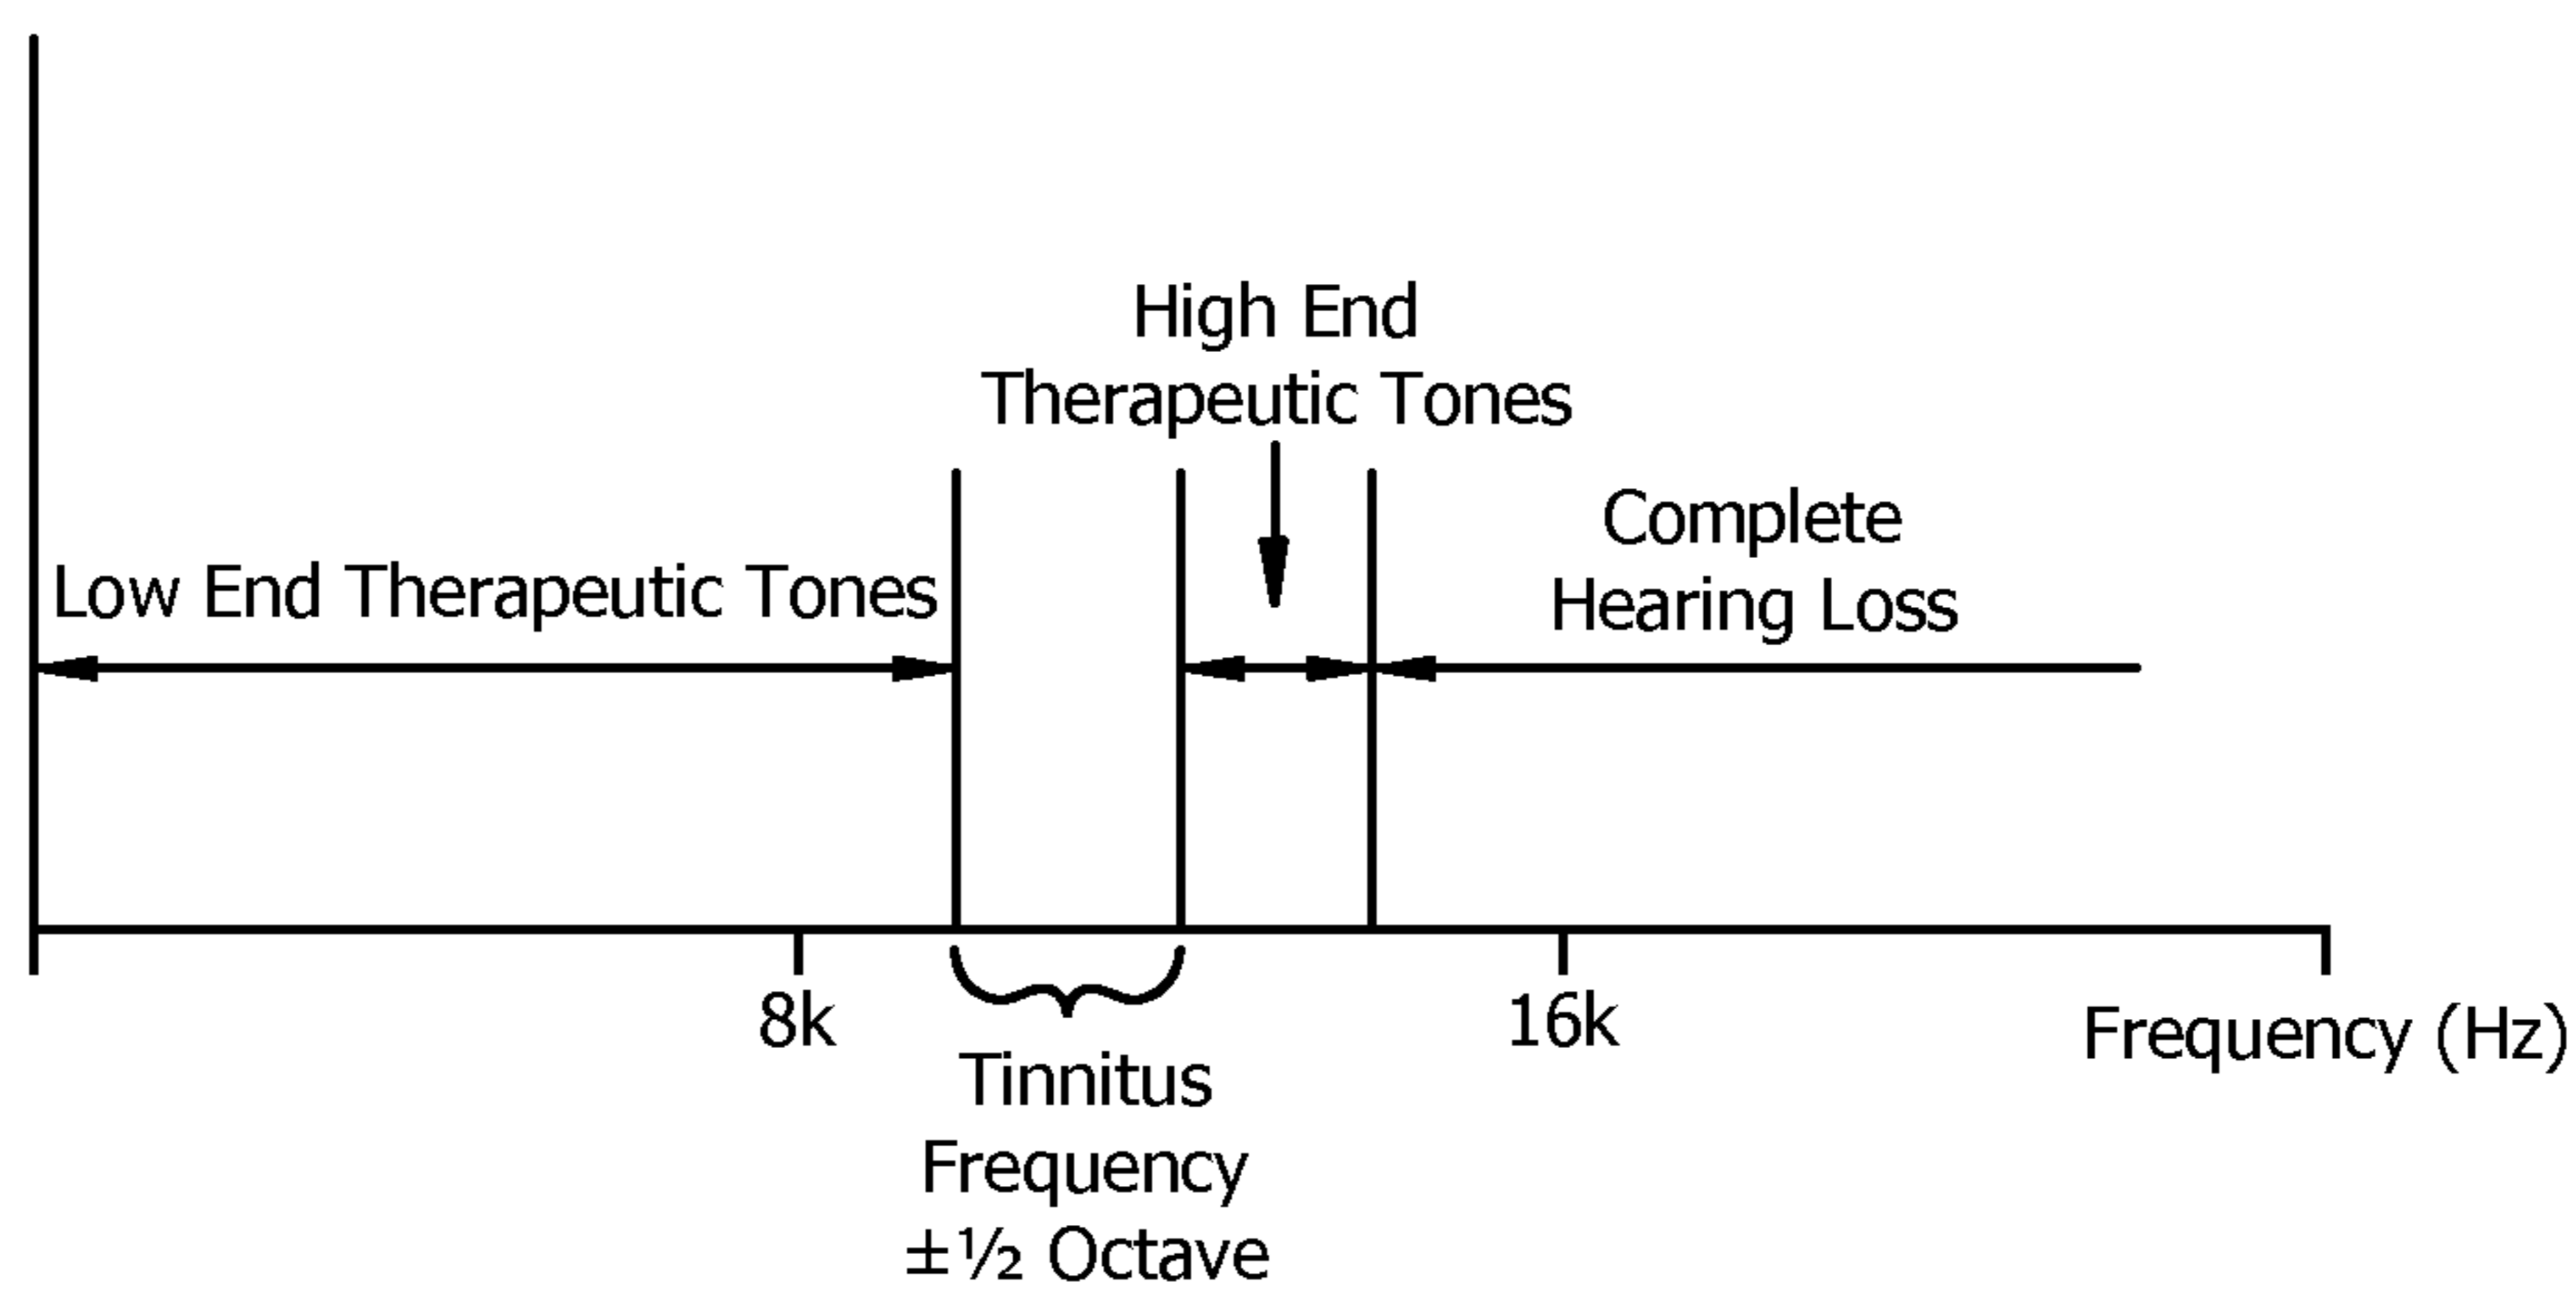 High End
Therapeutic Tones
Complete
Hearing Loss
Low End Therapeutic Tones
8k
16k
Frequency (Hz)
Tinnitus
Frequency
±½ Octave